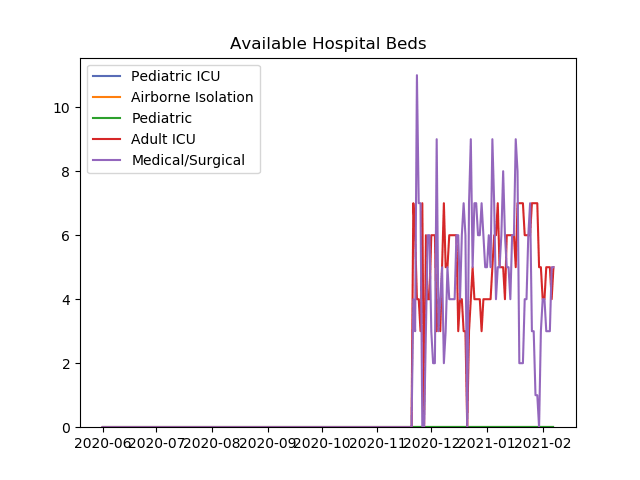 Available Hospital Beds
Pediatric ICU
Airborne Isolation
Pediatric
Adult ICU
Medical/Surgical
10
8
6
4
2
0
2020-06 2020-07 2020-08 2020-09 2020-10 2020-11 2020-12 2021-01 2021-02